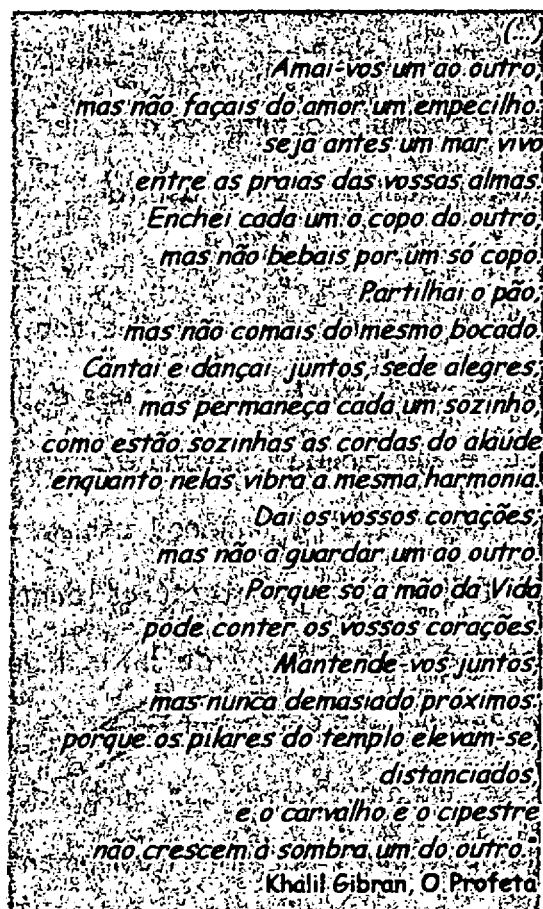 (...)
Amai-vos um ao outro,
mas não façais do amor um empecilho:
seja antes um mar vivo
entre as praias das vossas almas.
Enchei cada um o copo do outro,
mas não bebais por um só copo.
Partilhai o pão,
mas não comais do mesmo bocado.
Cantai e dançai juntos, sede alegres,
mas permaneça cada um sozinho,
como estão sozinhas as cordas do alaúde
enquanto nelas vibra a mesma harmonia.
Dai os vossos corações,
mas não a guardar um ao outro.
Porque só a mão da Vida
pode conter os vossos corações.
Mantende-vos juntos,
mas nunca demasiado próximos:
porque os pilares do templo elevam-se,
distanciados,
e o carvalho e o cipestre
não crescem à sombra um do outro."
Khalil Gibran, O Profeta